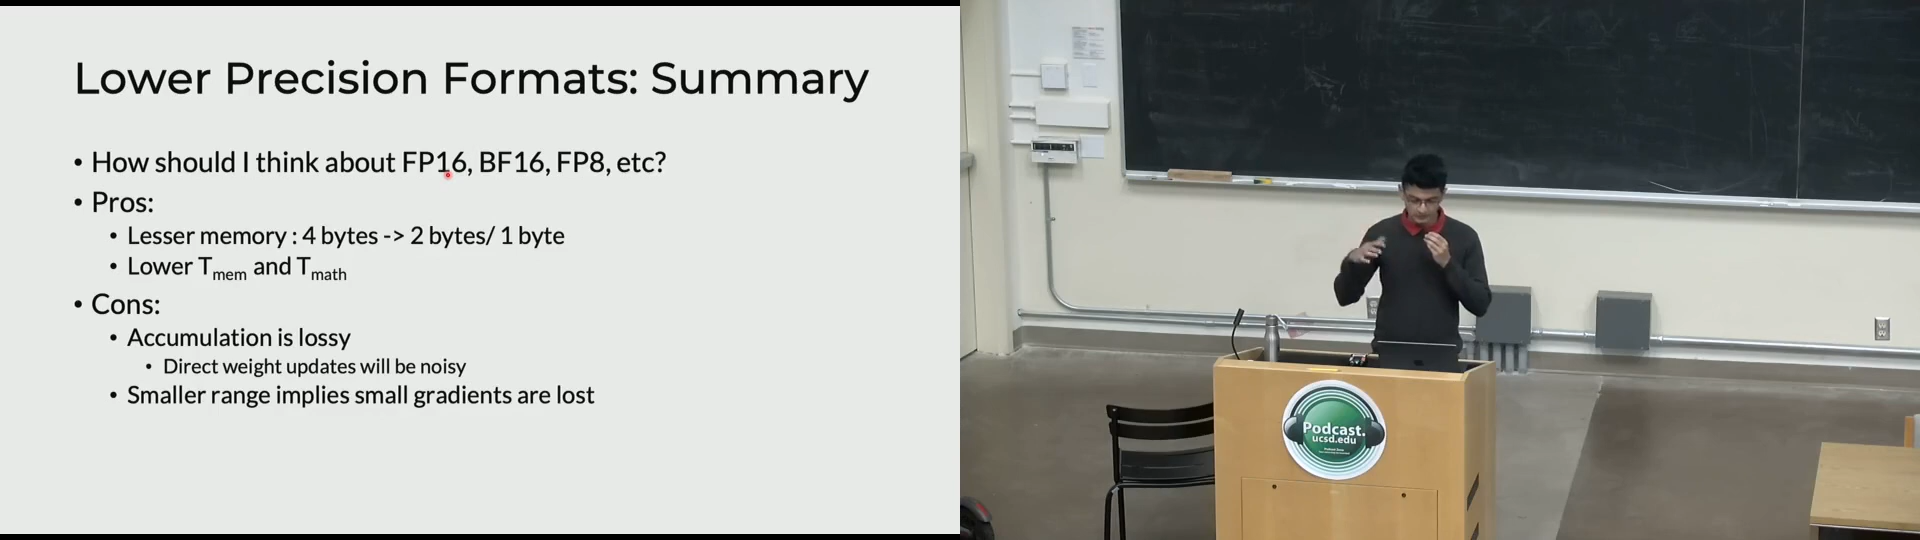 Lower Precision Formats: Summary
• How should I think about FP16, BF16, FP8, etc?
• Pros:
• Lesser memory : 4 bytes -> 2 bytes/ 1 byte
• Lower Tmem and Tmath
• Cons:
• Accumulation is lossy
• Direct weight updates will be noisy
• Smaller range implies small gradients are lost
Podcast.
ucsd.edu